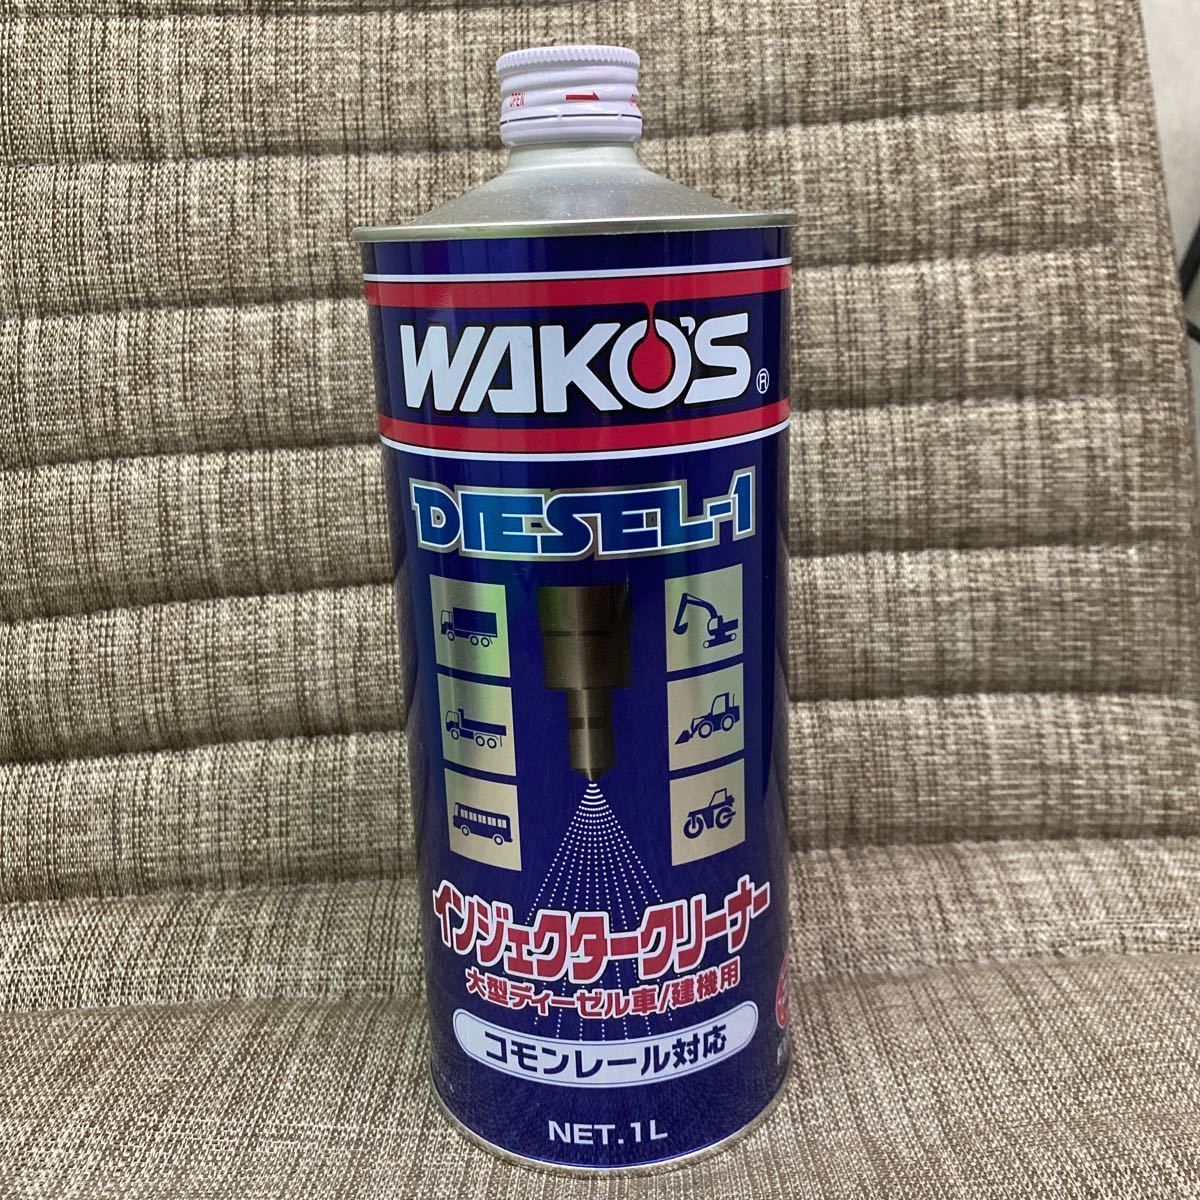 OPEN
WAKO'S®
DIESEL-1
インジェクタークリーナー
大型ディーゼル車/建機用
コモンレール対応
NET.1L